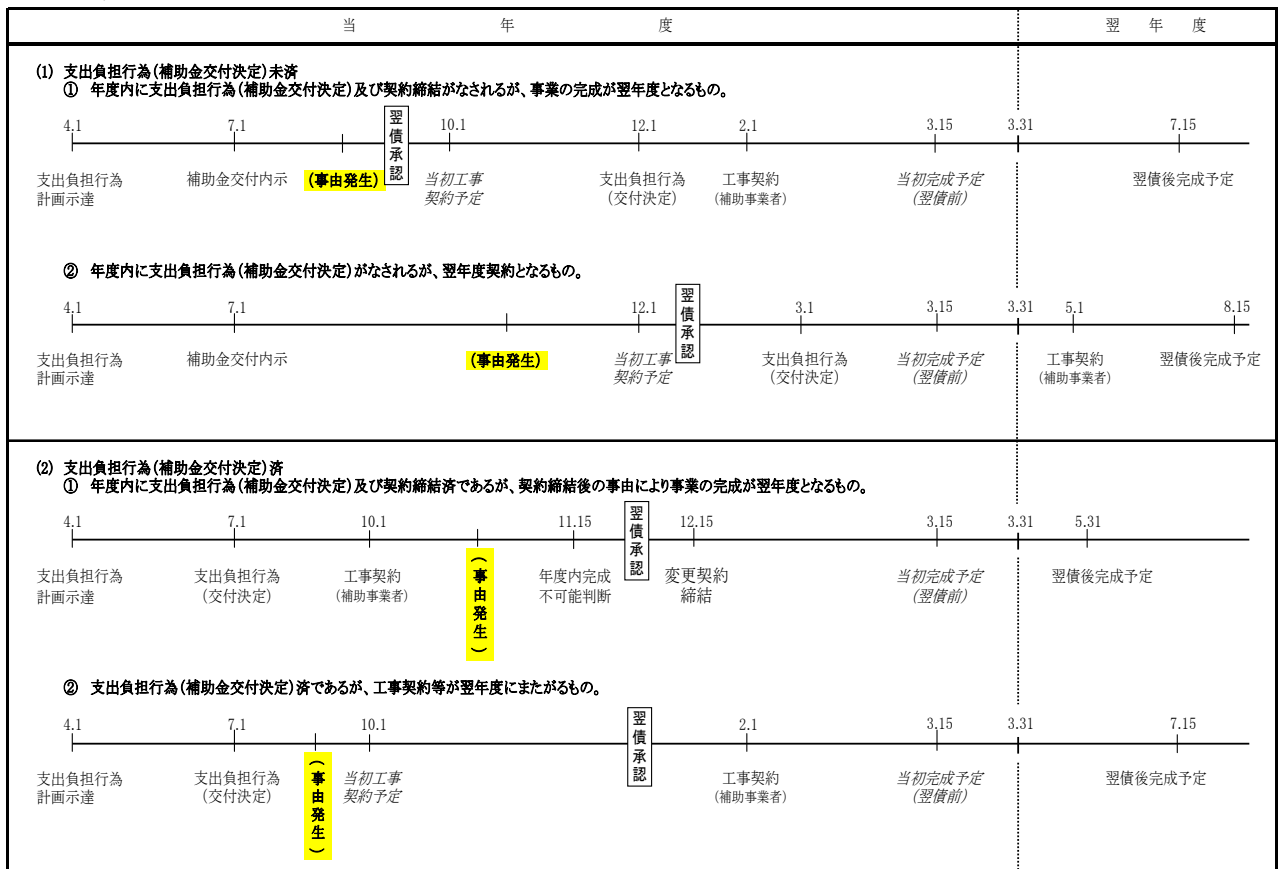 当 年 度 翌 年 度
(1) 支出負担行為(補助金交付決定)未済
① 年度内に支出負担行為(補助金交付決定)及び契約締結がなされるが、事業の完成が翌年度となるもの。
4.1 7.1 翌債承認 10.1 12.1 2.1 3.15 3.31 7.15
支出負担行為 補助金交付内示 (事由発生) 当初工事 支出負担行為 工事契約 当初完成予定 翌債後完成予定
計画示達 契約予定 (交付決定) (補助事業者) (翌債前)
② 年度内に支出負担行為(補助金交付決定)がなされるが、翌年度契約となるもの。
4.1 7.1 12.1 翌債承認 3.1 3.15 3.31 5.1 8.15
支出負担行為 補助金交付内示 (事由発生) 当初工事 支出負担行為 当初完成予定 工事契約 翌債後完成予定
計画示達 契約予定 (交付決定) (翌債前) (補助事業者)
(2) 支出負担行為(補助金交付決定)済
① 年度内に支出負担行為(補助金交付決定)及び契約締結済であるが、契約締結後の事由により事業の完成が翌年度となるもの。
4.1 7.1 10.1 11.15 翌債承認 12.15 3.15 3.31 5.31
支出負担行為 支出負担行為 工事契約 (事由発生) 年度内完成 変更契約 当初完成予定 翌債後完成予定
計画示達 (交付決定) (補助事業者) 不可能判断 締結 (翌債前)
② 支出負担行為(補助金交付決定)済であるが、工事契約等が翌年度にまたがるもの。
4.1 7.1 10.1 翌債承認 2.1 3.15 3.31 7.15
支出負担行為 支出負担行為 (事由発生) 当初工事 工事契約 当初完成予定 翌債後完成予定
計画示達 (交付決定) 契約予定 (補助事業者) (翌債前)